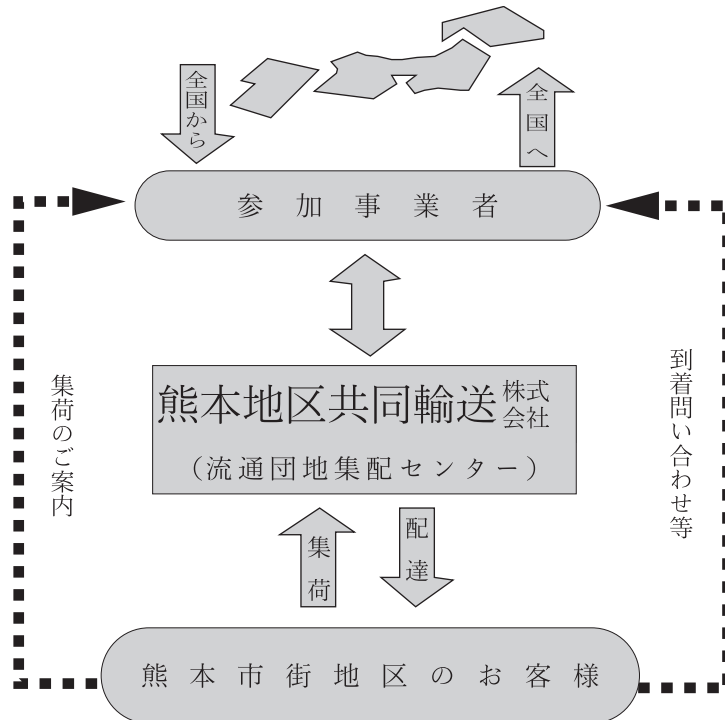 全国から
全国へ
参加事業者
熊本地区共同輸送株式会社
（流通団地集配センター）
集荷のご案内
到着問い合わせ等
集荷
配達
熊本市街地区のお客様